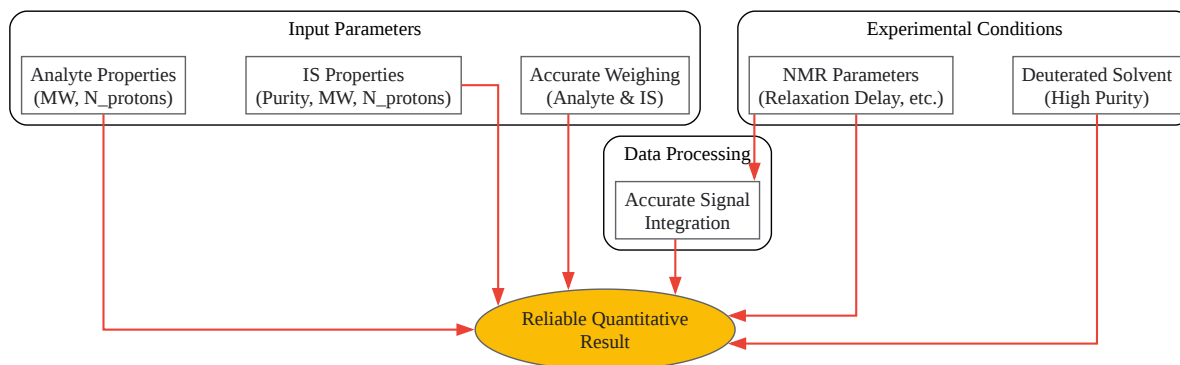 Input Parameters
Analyte Properties
(MW, N_protons)
IS Properties
(Purity, MW, N_protons)
Accurate Weighing
(Analyte & IS)
Experimental Conditions
NMR Parameters
(Relaxation Delay, etc.)
Deuterated Solvent
(High Purity)
Data Processing
Accurate Signal
Integration
Reliable Quantitative
Result